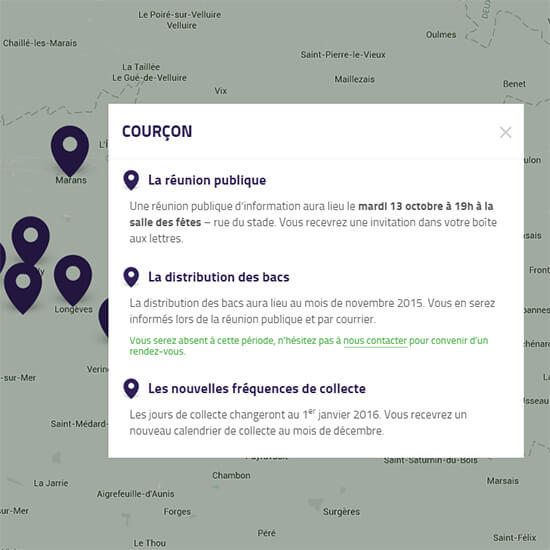 Le Poiré-sur-Velluire
Velluire
Oulmes
Chaillé-les-Marais
Saint-Pierre-le-Vieux
La Taillée
Le Gué-de-Velluire
Maillezais
Vix
Benet
COURÇON
Marans
La réunion publique
Une réunion publique d'information aura lieu le mardi 13 octobre à 19h à la
salle des fêtes – rue du stade. Vous recevrez une invitation dans votre boîte
aux lettres.
La distribution des bacs
La distribution des bacs aura lieu au mois de novembre 2015. Vous en serez
informés lors de la réunion publique et par courrier.
Longèves
Vous serez absent à cette période, n'hésitez pas à nous contacter pour convenir d'un
rendez-vous.
-sur-Mer
Les nouvelles fréquences de collecte
Les jours de collecte changeront au 1er janvier 2016. Vous recevrez un
nouveau calendrier de collecte au mois de décembre.
Saint-Médard-
Saint-Saturnin-du-Bois
Chambon
La Jarrie
Marsais
Aigrefeuille-d'Aunis
Forges
Surgères
sur-Mer
Péré
Le Thou
Saint-Félix